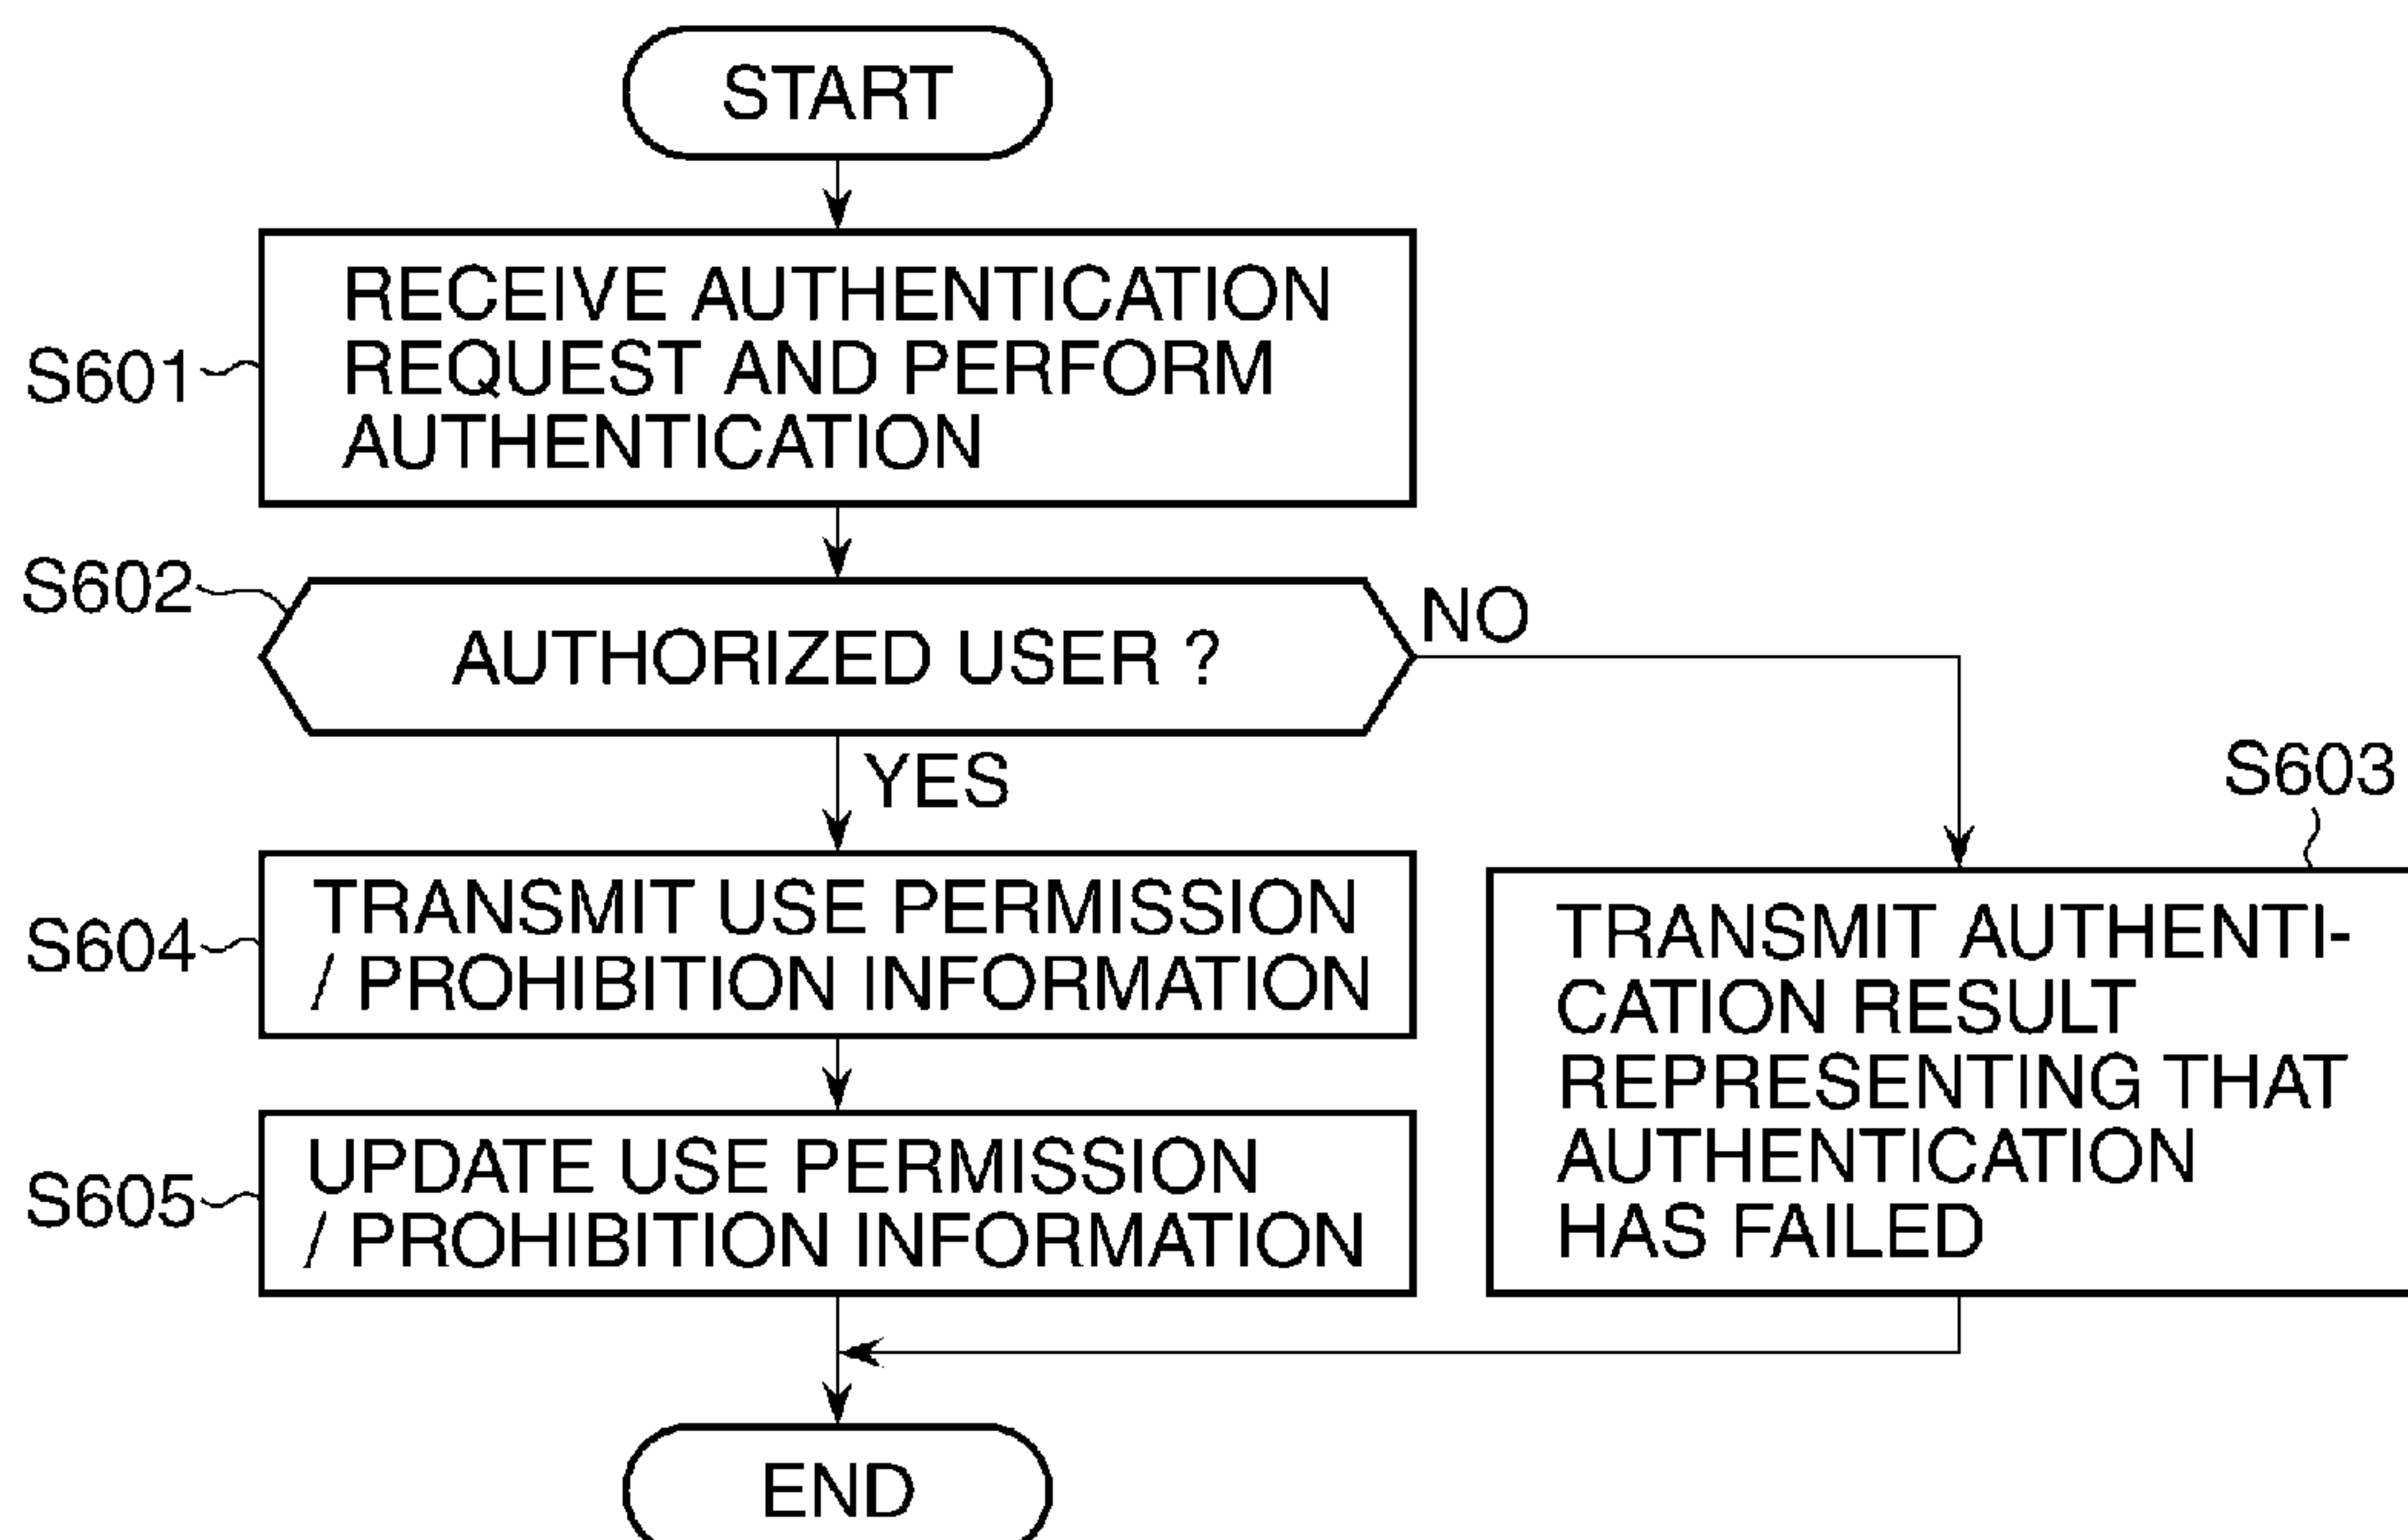 START
RECEIVE AUTHENTICATION
REQUEST AND PERFORM
AUTHENTICATION
S601
S602
AUTHORIZED USER ?
NO
YES
S603
S604
TRANSMIT USE PERMISSION
/ PROHIBITION INFORMATION
TRANSMIT AUTHENTI-
CATION RESULT
REPRESENTING THAT
AUTHENTICATION
HAS FAILED
S605
UPDATE USE PERMISSION
/ PROHIBITION INFORMATION
END